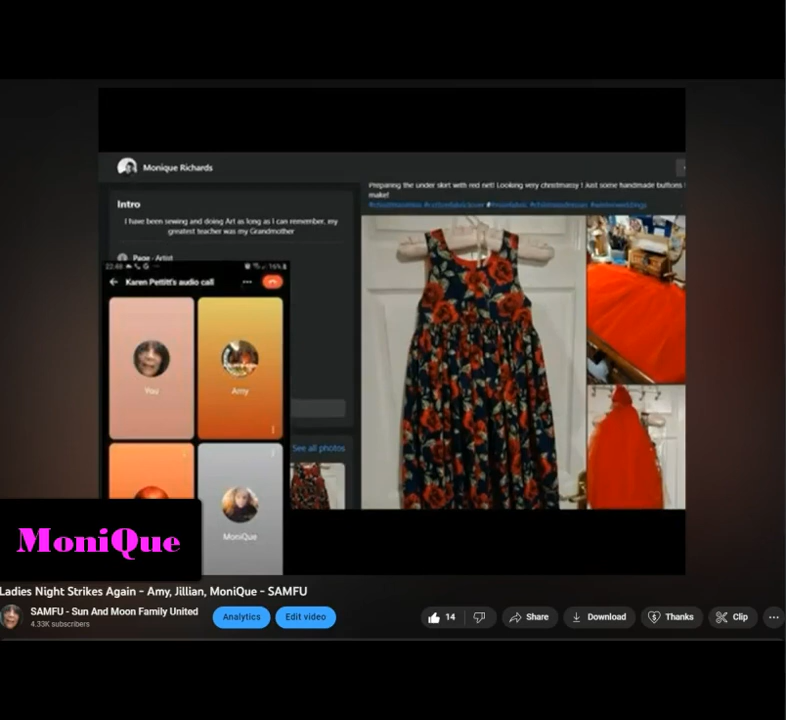 Monique Richards
Intro
I have been sewing and doing Art as long as I can remember, my
greatest teacher was my Grandmother
Page · Artist
Preparing the under skirt with red net! Looking very christmassy ! Just some handmade buttons
make!
22:46
16%
Karen Pettitt's audio call
You
Amy
MoniQue
See all photos
MoniQue
Ladies Night Strikes Again - Amy, Jillian, MoniQue - SAMFU
SAMFU - Sun And Moon Family United
4.33K subscribers
Analytics
Edit video
14
Share
Download
Thanks
Clip